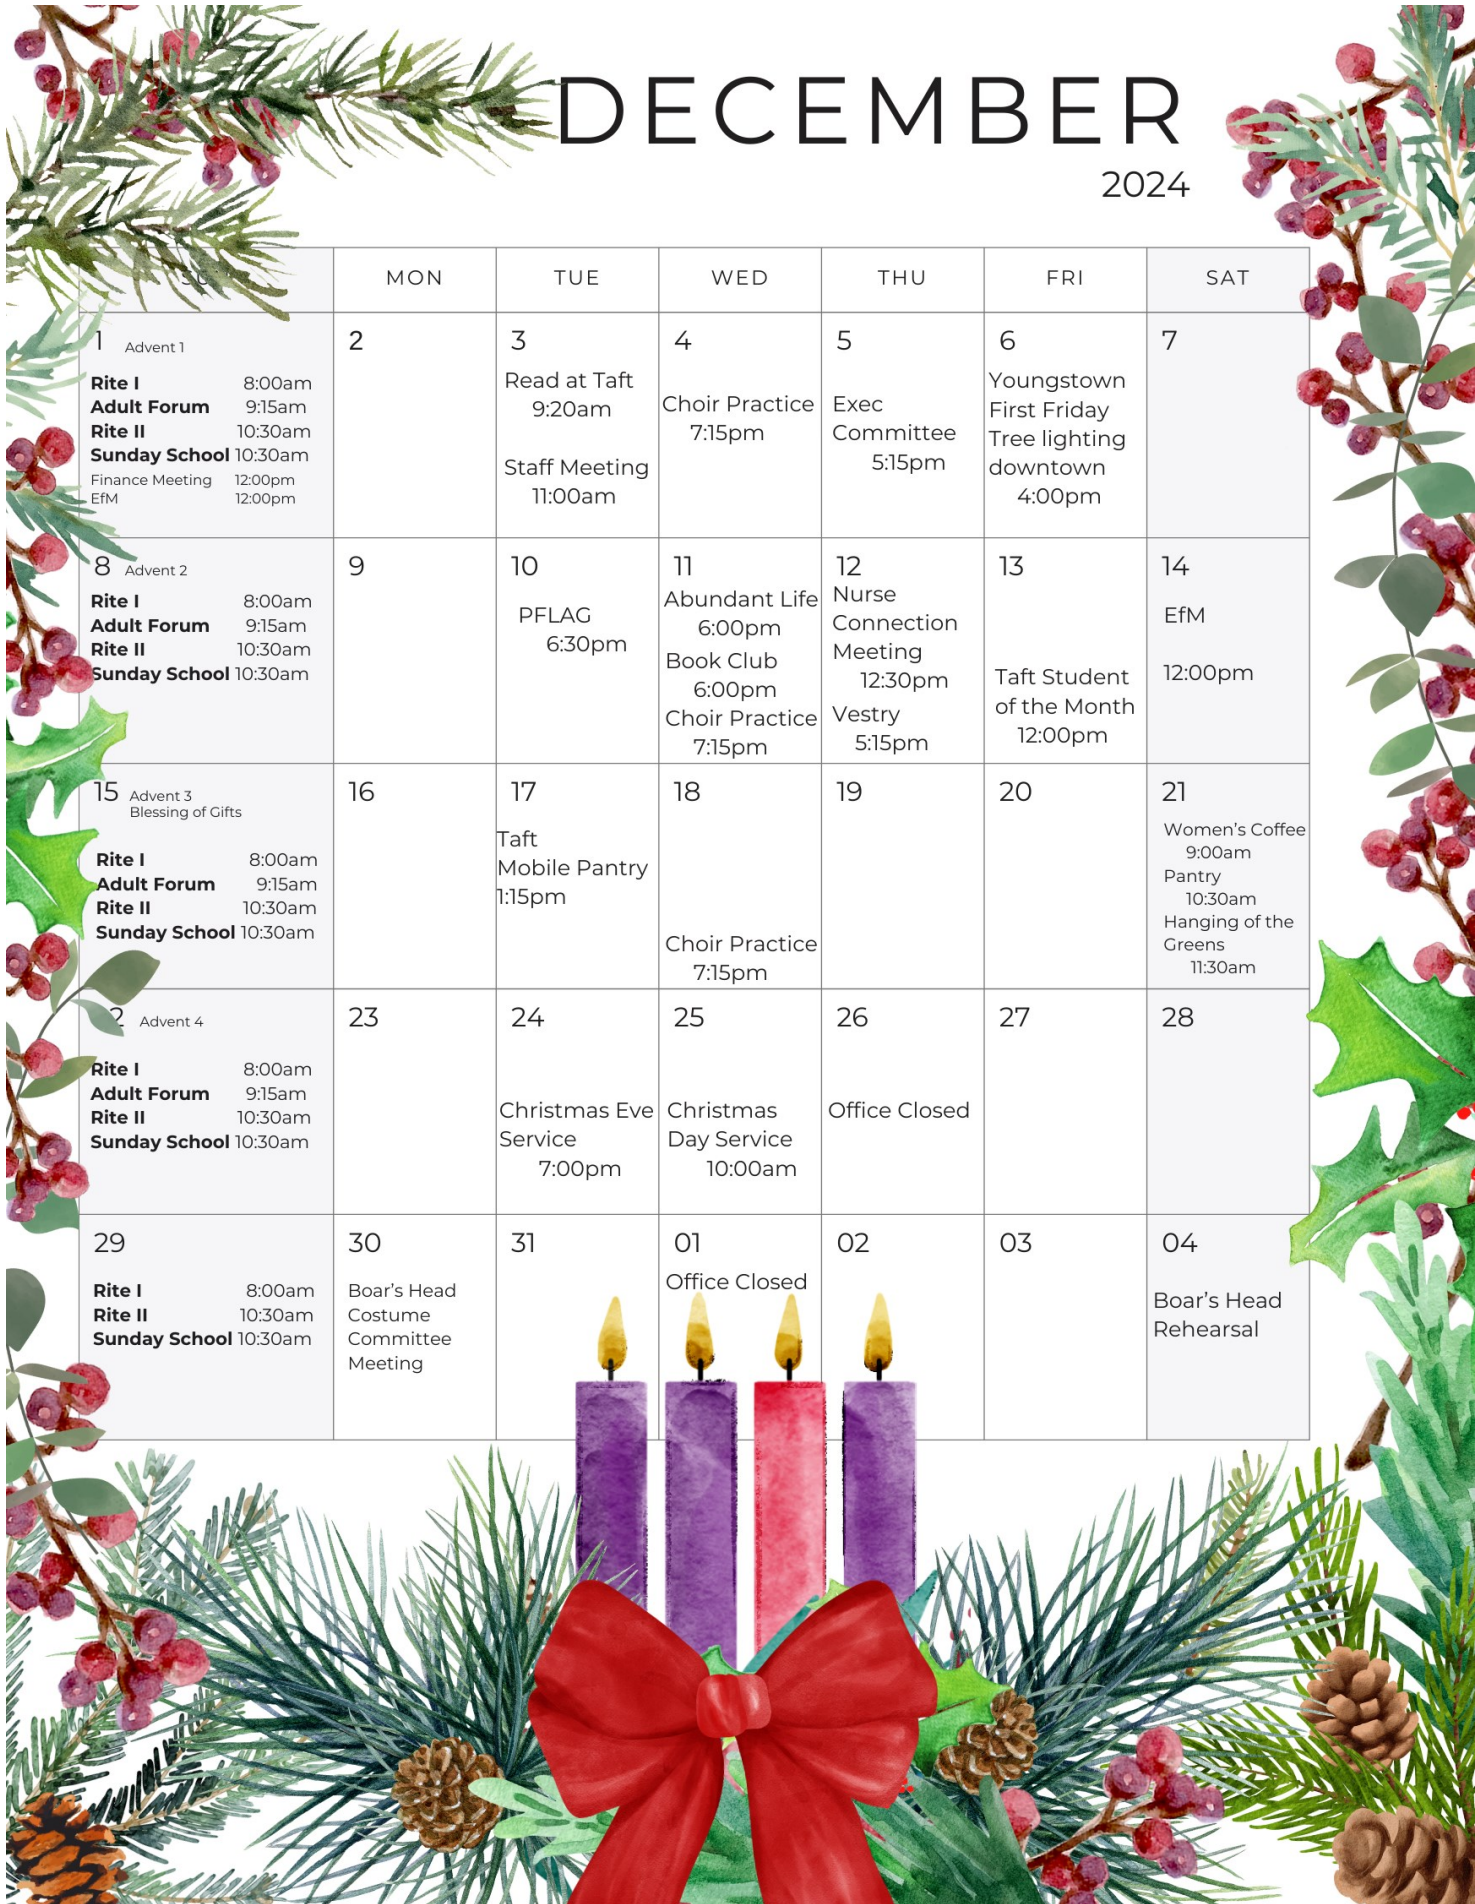 DECEMBER
2024
MON TUE WED THU FRI SAT
1 Advent 1
Rite I 8:00am
Adult Forum 9:15am
Rite II 10:30am
Sunday School 10:30am
Finance Meeting 12:00pm
EfM 12:00pm
2
3
Read at Taft
9:20am
Staff Meeting
11:00am
4
Choir Practice
7:15pm
5
Exec
Committee
5:15pm
6
Youngstown
First Friday
Tree lighting
downtown
4:00pm
7
8 Advent 2
Rite I 8:00am
Adult Forum 9:15am
Rite II 10:30am
Sunday School 10:30am
9
10
PFLAG
6:30pm
11
Abundant Life
6:00pm
Book Club
6:00pm
Choir Practice
7:15pm
12
Nurse
Connection
Meeting
12:30pm
Vestry
5:15pm
13
Taft Student
of the Month
12:00pm
14
EfM
12:00pm
15 Advent 3
Blessing of Gifts
Rite I 8:00am
Adult Forum 9:15am
Rite II 10:30am
Sunday School 10:30am
16
17
Taft
Mobile Pantry
1:15pm
18
Choir Practice
7:15pm
19
20
21
Women's Coffee
9:00am
Pantry
10:30am
Hanging of the
Greens
11:30am
2 Advent 4
Rite I 8:00am
Adult Forum 9:15am
Rite II 10:30am
Sunday School 10:30am
23
24
Christmas Eve
Service
7:00pm
25
Christmas
Day Service
10:00am
26
Office Closed
27
28
29
Rite I 8:00am
Rite II 10:30am
Sunday School 10:30am
30
Boar's Head
Costume
Committee
Meeting
31
01
Office Closed
02
03
04
Boar's Head
Rehearsal